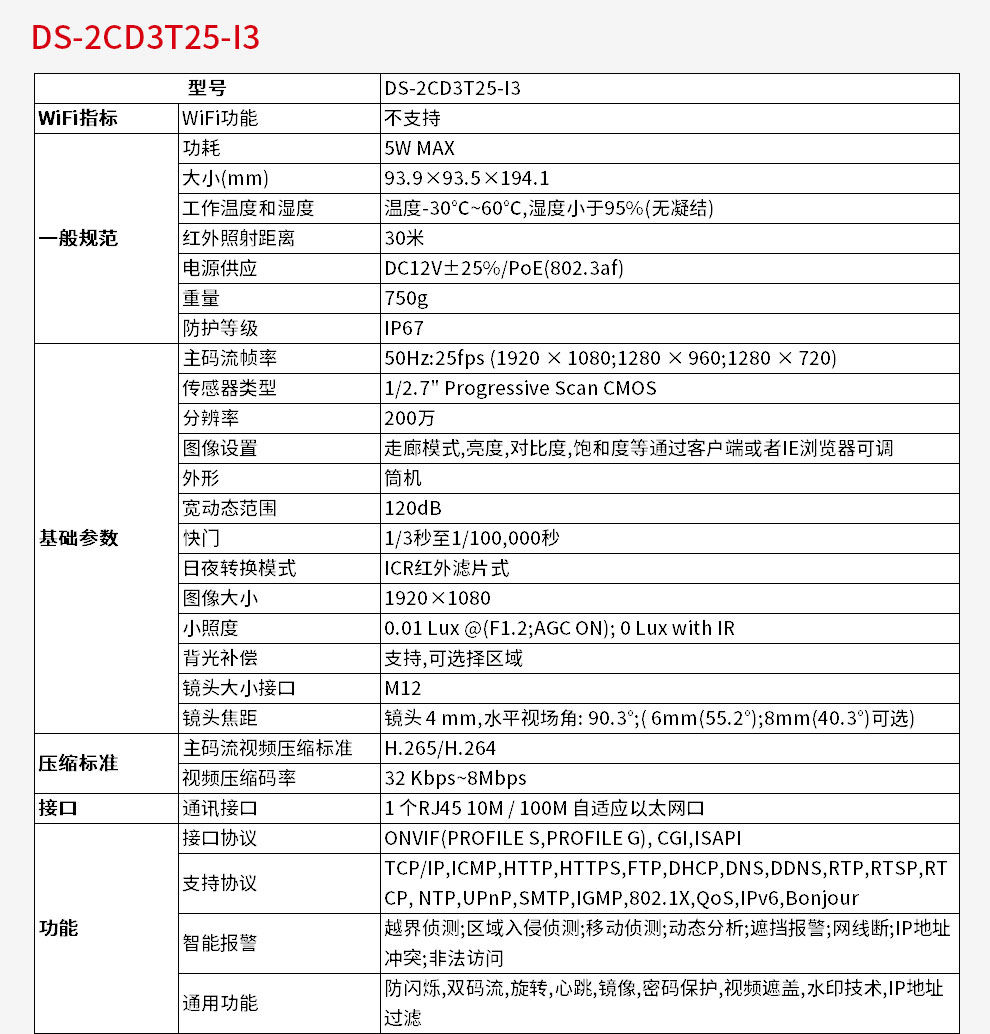 DS-2CD3T25-I3
型号 DS-2CD3T25-I3
WiFi指标 WiFi功能 不支持
一般规范 功耗 5W MAX
大小(mm) 93.9×93.5×194.1
工作温度和湿度 温度-30℃~60℃,湿度小于95%(无凝结)
红外照射距离 30米
电源供应 DC12V±25%/PoE(802.3af)
重量 750g
防护等级 IP67
基础参数 主码流帧率 50Hz:25fps (1920 × 1080;1280 × 960;1280 × 720)
传感器类型 1/2.7" Progressive Scan CMOS
分辨率 200万
图像设置 走廊模式,亮度,对比度,饱和度等通过客户端或者IE浏览器可调
外形 筒机
宽动态范围 120dB
快门 1/3秒至1/100,000秒
日夜转换模式 ICR红外滤片式
图像大小 1920×1080
小照度 0.01 Lux @(F1.2;AGC ON); 0 Lux with IR
背光补偿 支持,可选择区域
镜头大小接口 M12
镜头焦距 镜头 4 mm,水平视场角: 90.3°;( 6mm(55.2°);8mm(40.3°)可选)
压缩标准 主码流视频压缩标准 H.265/H.264
视频压缩码率 32 Kbps~8Mbps
接口 通讯接口 1 个RJ45 10M / 100M 自适应以太网口
功能 接口协议 ONVIF(PROFILE S,PROFILE G), CGI,ISAPI
支持协议 TCP/IP,ICMP,HTTP,HTTPS,FTP,DHCP,DNS,DDNS,RTP,RTSP,RT
CP, NTP,UPnP,SMTP,IGMP,802.1X,QoS,IPv6,Bonjour
智能报警 越界侦测;区域入侵侦测;移动侦测;动态分析;遮挡报警;网线断;IP地址
冲突;非法访问
通用功能 防闪烁,双码流,旋转,心跳,镜像,密码保护,视频遮盖,水印技术,IP地址
过滤